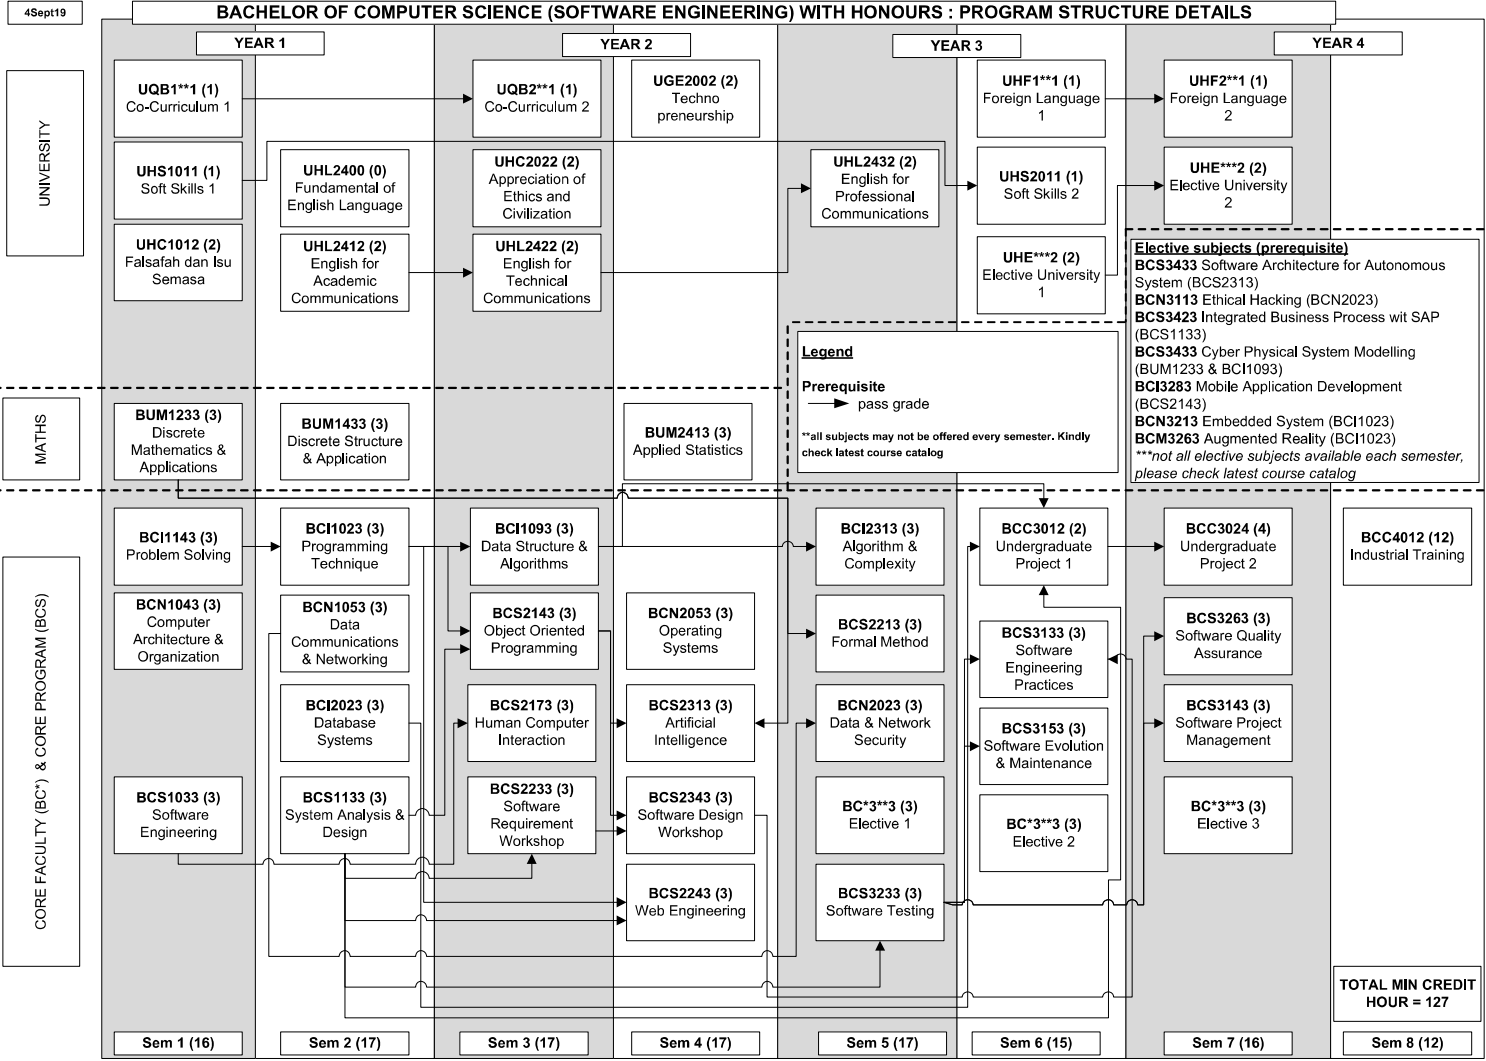 4Sept19
BACHELOR OF COMPUTER SCIENCE (SOFTWARE ENGINEERING) WITH HONOURS : PROGRAM STRUCTURE DETAILS
YEAR 1
YEAR 2
YEAR 3
YEAR 4
UNIVERSITY
UQB1**1 (1)
Co-Curriculum 1
UQB2**1 (1)
Co-Curriculum 2
UGE2002 (2)
Techno
preneurship
UHF1**1 (1)
Foreign Language
1
UHF2**1 (1)
Foreign Language
2
UHS1011 (1)
Soft Skills 1
UHL2400 (0)
Fundamental of
English Language
UHC2022 (2)
Appreciation of
Ethics and
Civilization
UHL2432 (2)
English for
Professional
Communications
UHS2011 (1)
Soft Skills 2
UHE***2 (2)
Elective University
2
UHC1012 (2)
Falsafah dan Isu
Semasa
UHL2412 (2)
English for
Academic
Communications
UHL2422 (2)
English for
Technical
Communications
UHE***2 (2)
Elective University
1
Elective subjects (prerequisite)
BCS3433 Software Architecture for Autonomous
System (BCS2313)
BCN3113 Ethical Hacking (BCN2023)
BCS3423 Integrated Business Process wit SAP
(BCS1133)
BCS3433 Cyber Physical System Modelling
(BUM1233 & BCI1093)
BCI3283 Mobile Application Development
(BCS2143)
BCN3213 Embedded System (BCI1023)
BCM3263 Augmented Reality (BCI1023)
***not all elective subjects available each semester,
please check latest course catalog
Legend
Prerequisite
pass grade
**all subjects may not be offered every semester. Kindly
check latest course catalog
MATHS
BUM1233 (3)
Discrete
Mathematics &
Applications
BUM1433 (3)
Discrete Structure
& Application
BUM2413 (3)
Applied Statistics
CORE FACULTY (BC*) & CORE PROGRAM (BCS)
BCI1143 (3)
Problem Solving
BCI1023 (3)
Programming
Technique
BCI1093 (3)
Data Structure &
Algorithms
BCI2313 (3)
Algorithm &
Complexity
BCC3012 (2)
Undergraduate
Project 1
BCC3024 (4)
Undergraduate
Project 2
BCC4012 (12)
Industrial Training
BCN1043 (3)
Computer
Architecture &
Organization
BCN1053 (3)
Data
Communications
& Networking
BCS2143 (3)
Object Oriented
Programming
BCN2053 (3)
Operating
Systems
BCS2213 (3)
Formal Method
BCS3133 (3)
Software
Engineering
Practices
BCS3263 (3)
Software Quality
Assurance
BCI2023 (3)
Database
Systems
BCS2173 (3)
Human Computer
Interaction
BCS2313 (3)
Artificial
Intelligence
BCN2023 (3)
Data & Network
Security
BCS3153 (3)
Software Evolution
& Maintenance
BCS3143 (3)
Software Project
Management
BCS1033 (3)
Software
Engineering
BCS1133 (3)
System Analysis &
Design
BCS2233 (3)
Software
Requirement
Workshop
BCS2343 (3)
Software Design
Workshop
BC*3**3 (3)
Elective 1
BC*3**3 (3)
Elective 2
BC*3**3 (3)
Elective 3
BCS2243 (3)
Web Engineering
BCS3233 (3)
Software Testing
TOTAL MIN CREDIT
HOUR = 127
Sem 1 (16)
Sem 2 (17)
Sem 3 (17)
Sem 4 (17)
Sem 5 (17)
Sem 6 (15)
Sem 7 (16)
Sem 8 (12)